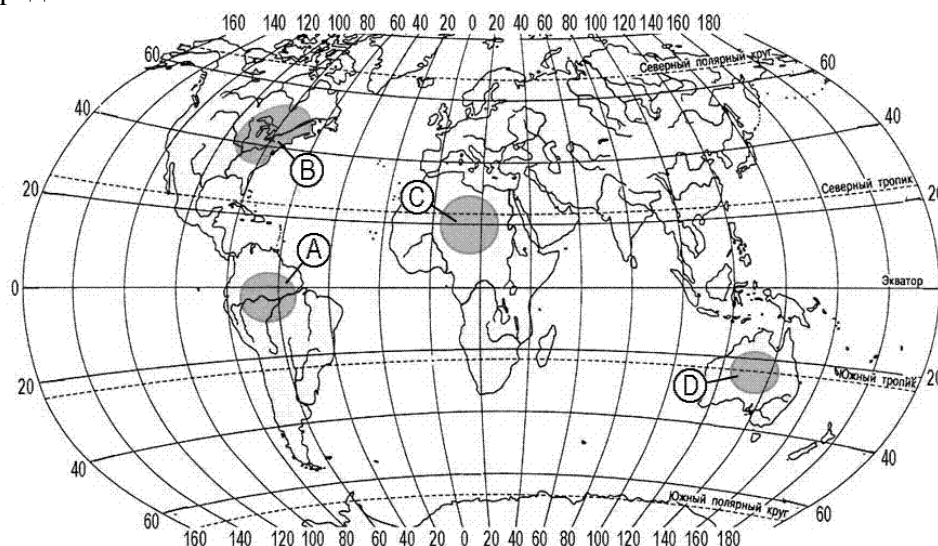 160 140 120 100 80 60 40 20 0 20 40 60 80 100 120 140 160 180
60 Северный полярный круг 60
40 40
B
20 C Северный тропик 20
A
0 Экватор 0
20 D Южный тропик 20
40 40
60 Южный полярный круг 60
160 140 120 100 80 60 40 20 0 20 40 60 80 100 120 140 160 180